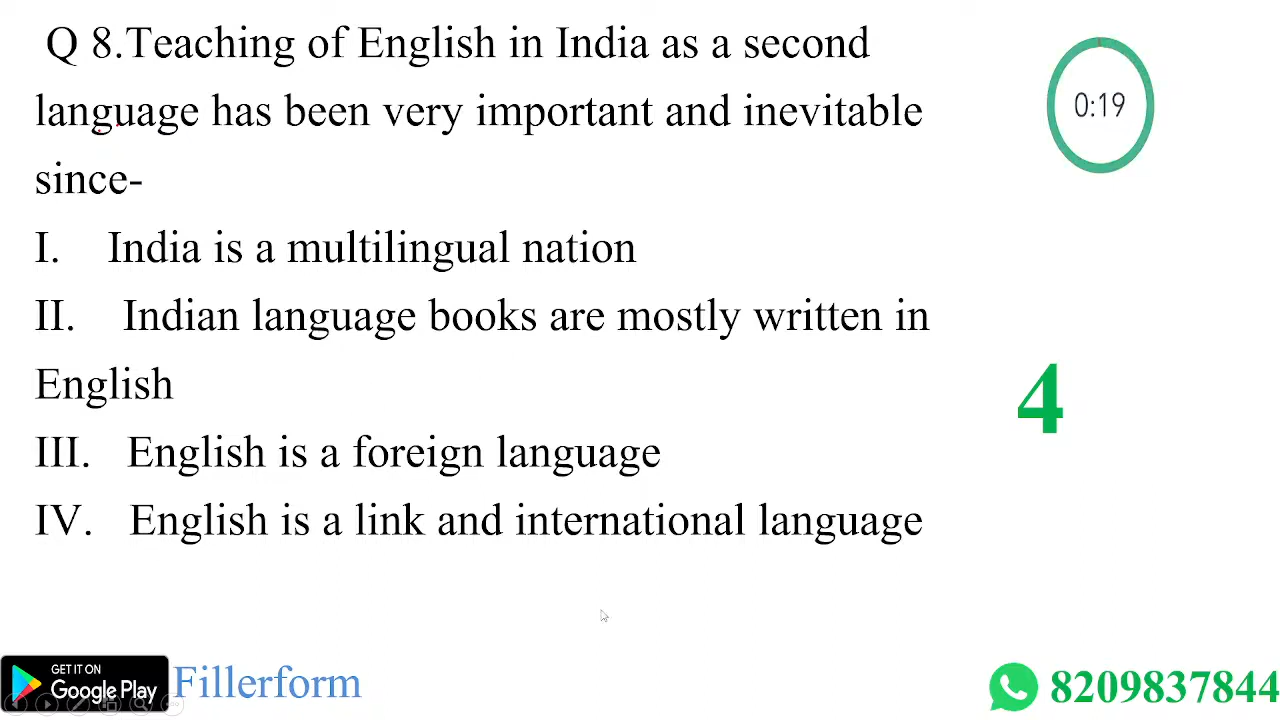 Q 8.Teaching of English in India as a second
language has been very important and inevitable
since-
I. India is a multilingual nation
II. Indian language books are mostly written in
English
III. English is a foreign language
IV. English is a link and international language
0:19
4
GET IT ON
Google Play
Fillerform
8209837844